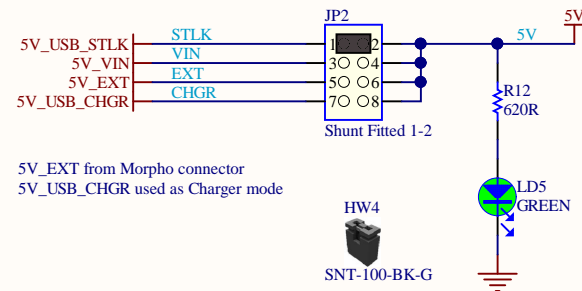 JP2
5V
STLK
5V
5V_USB_STLK
1
2
VIN
5V_VIN
3
4
EXT
5V_EXT
5
6
CHGR
5V_USB_CHGR
7
8
R12
620R
Shunt Fitted 1-2
5V_EXT from Morpho connector
5V_USB_CHGR used as Charger mode
LD5
GREEN
HW4
SNT-100-BK-G